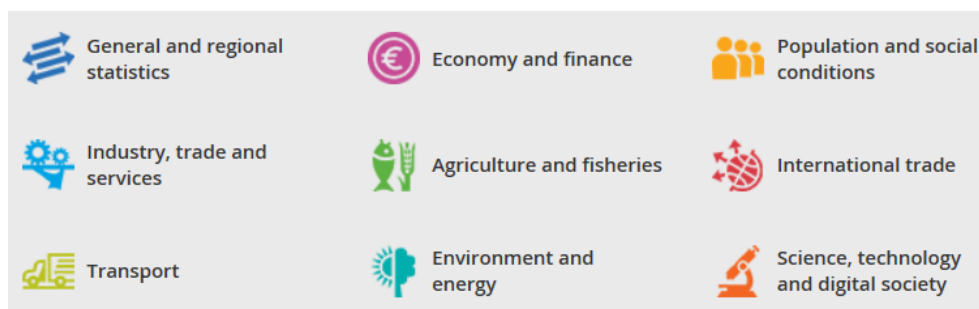 General and regional
statistics
Economy and finance
Population and social
conditions
Industry, trade and
services
Agriculture and fisheries
International trade
Transport
Environment and
energy
Science, technology
and digital society